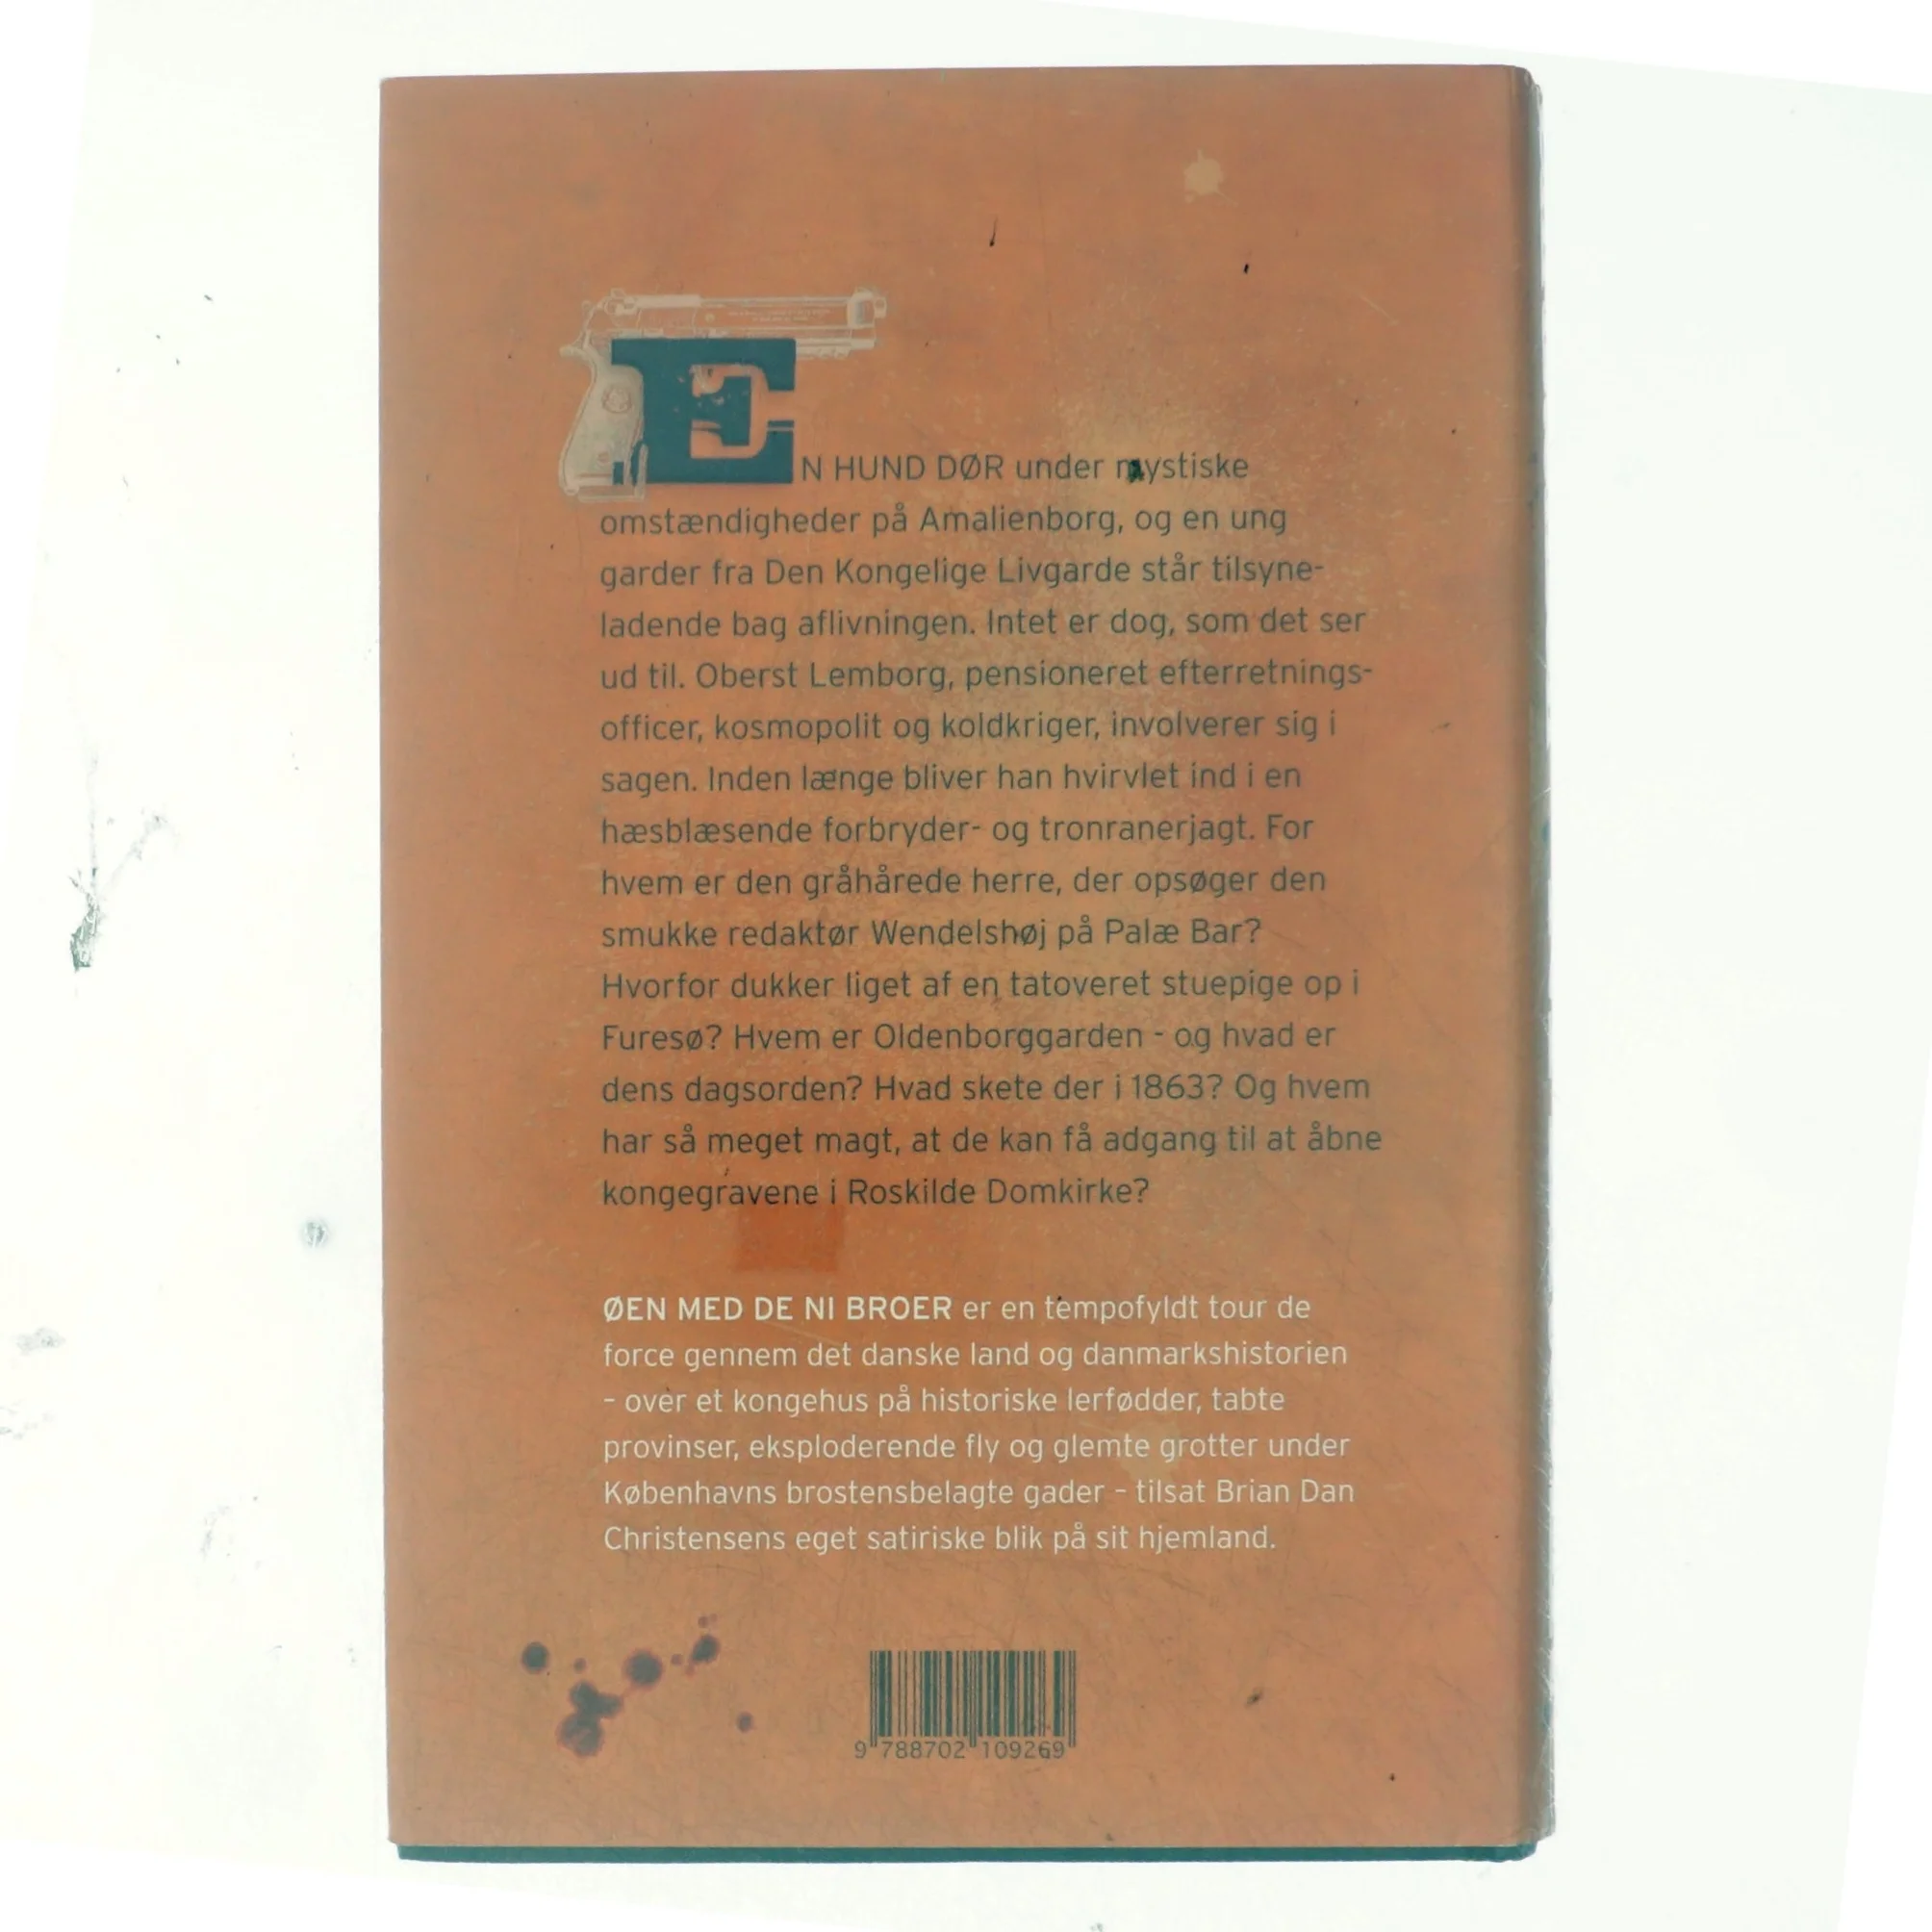 EN HUND DØR under mystiske
omstændigheder på Amalienborg, og en ung
garder fra Den Kongelige Livgarde står tilsyne-
ladende bag aflivningen. Intet er dog, som det ser
ud til. Oberst Lemborg, pensioneret efterretnings-
officer, kosmopolit og koldkriger, involverer sig i
sagen. Inden længe bliver han hvirvlet ind i en
hæsblæsende forbryder- og tronranerjagt. For
hvem er den gråhårede herre, der opsøger den
smukke redaktør Wendelshøj på Palæ Bar?
Hvorfor dukker liget af en tatoveret stuepige op i
Furesø? Hvem er Oldenborggarden - og hvad er
dens dagsorden? Hvad skete der i 1863? Og hvem
har så meget magt, at de kan få adgang til at åbne
kongegravene i Roskilde Domkirke?
ØEN MED DE NI BROER er en tempofyldt tour de
force gennem det danske land og danmarkshistorien
– over et kongehus på historiske lerfødder, tabte
provinser, eksploderende fly og glemte grotter under
Københavns brostensbelagte gader – tilsat Brian Dan
Christensens eget satiriske blik på sit hjemland.
9 788702 109269